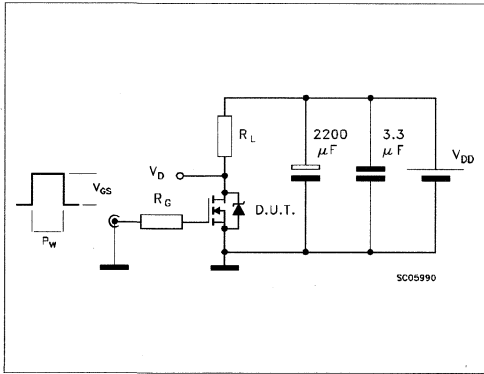 R_L
2200
μF
3.3
μF
V_DD
V_D
V_GS
R_G
D.U.T.
P_W
SC05990